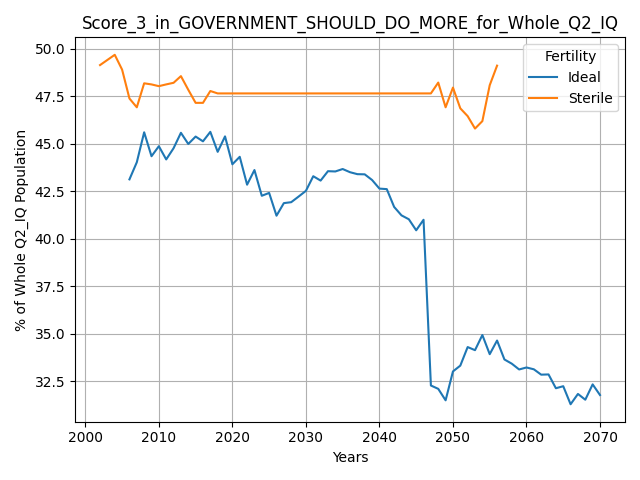 Score_3_in_GOVERNMENT_SHOULD_DO_MORE_for_Whole_Q2_IQ
Fertility
Ideal
Sterile
% of Whole Q2_IQ Population
50.0
47.5
45.0
42.5
40.0
37.5
35.0
32.5
2000 2010 2020 2030 2040 2050 2060 2070
Years